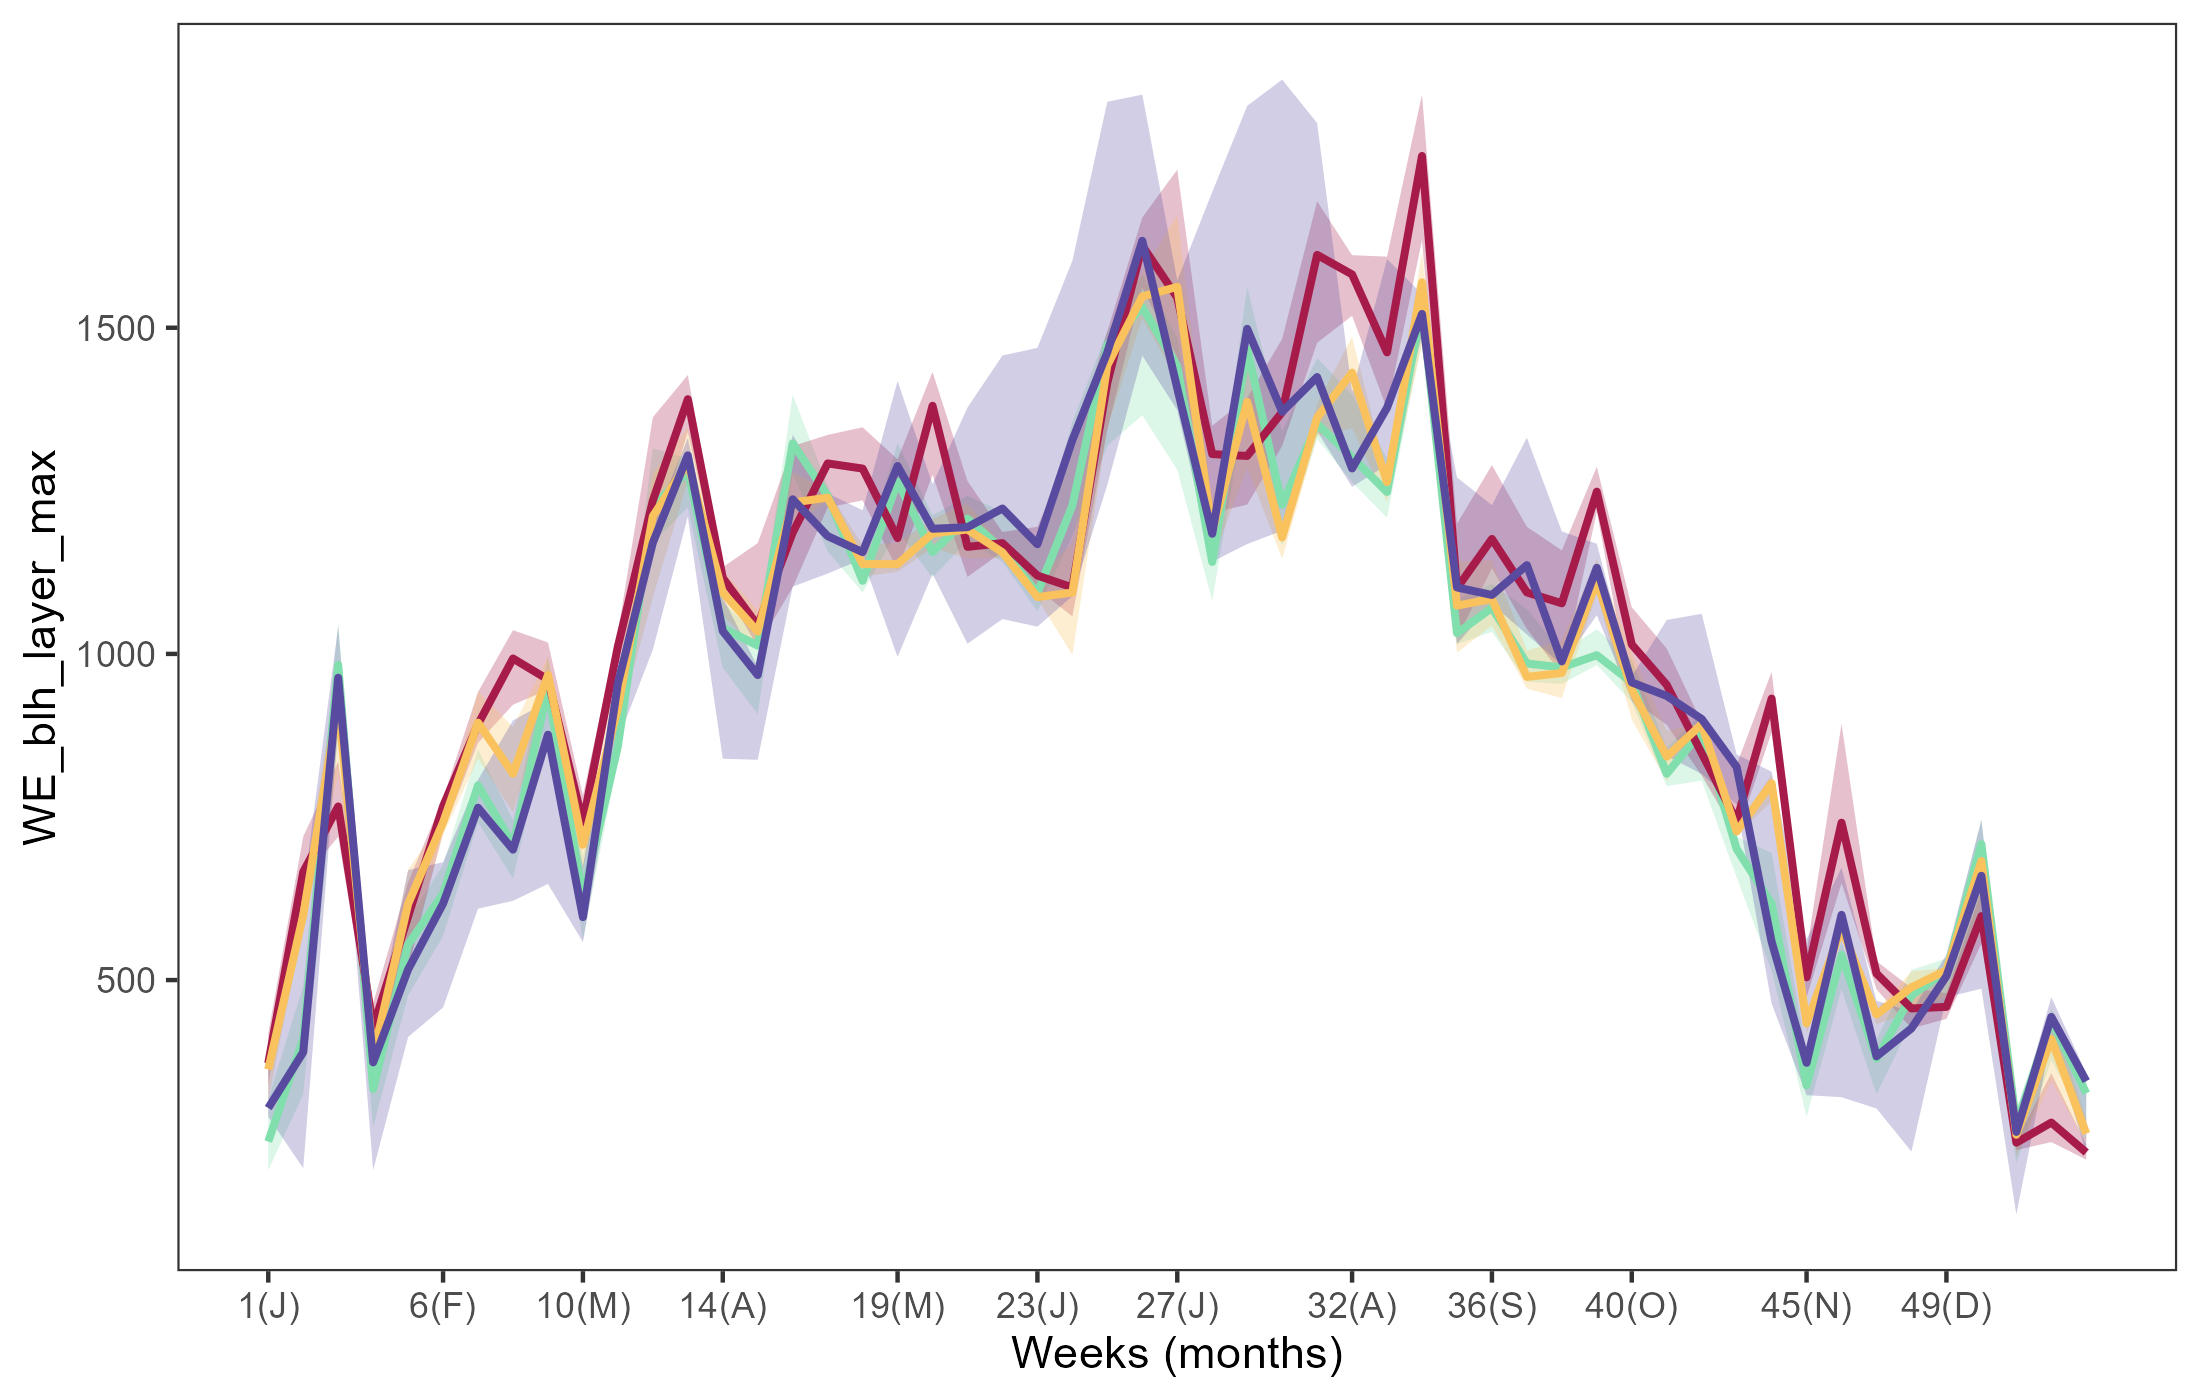 WE_blh_layer_max
1500
1000
500
1(J) 6(F) 10(M) 14(A) 19(M) 23(J) 27(J) 32(A) 36(S) 40(O) 45(N) 49(D)
Weeks (months)